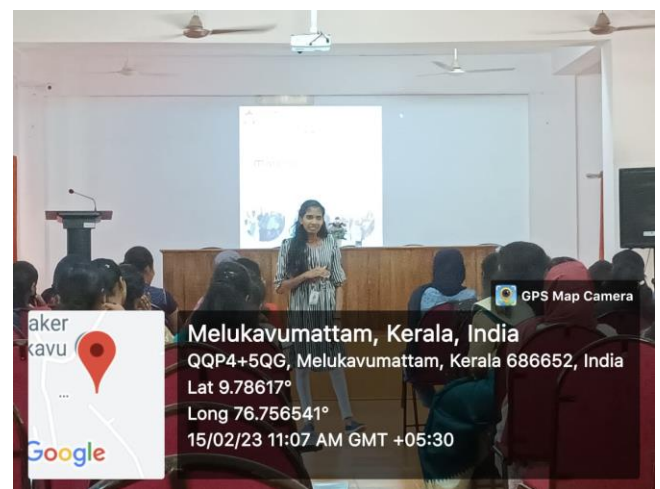 GPS Map Camera
aker
kavu
Google
Melukavumattam, Kerala, India
QQP4+5QG, Melukavumattam, Kerala 686652, India
Lat 9.78617°
Long 76.756541°
15/02/23 11:07 AM GMT +05:30